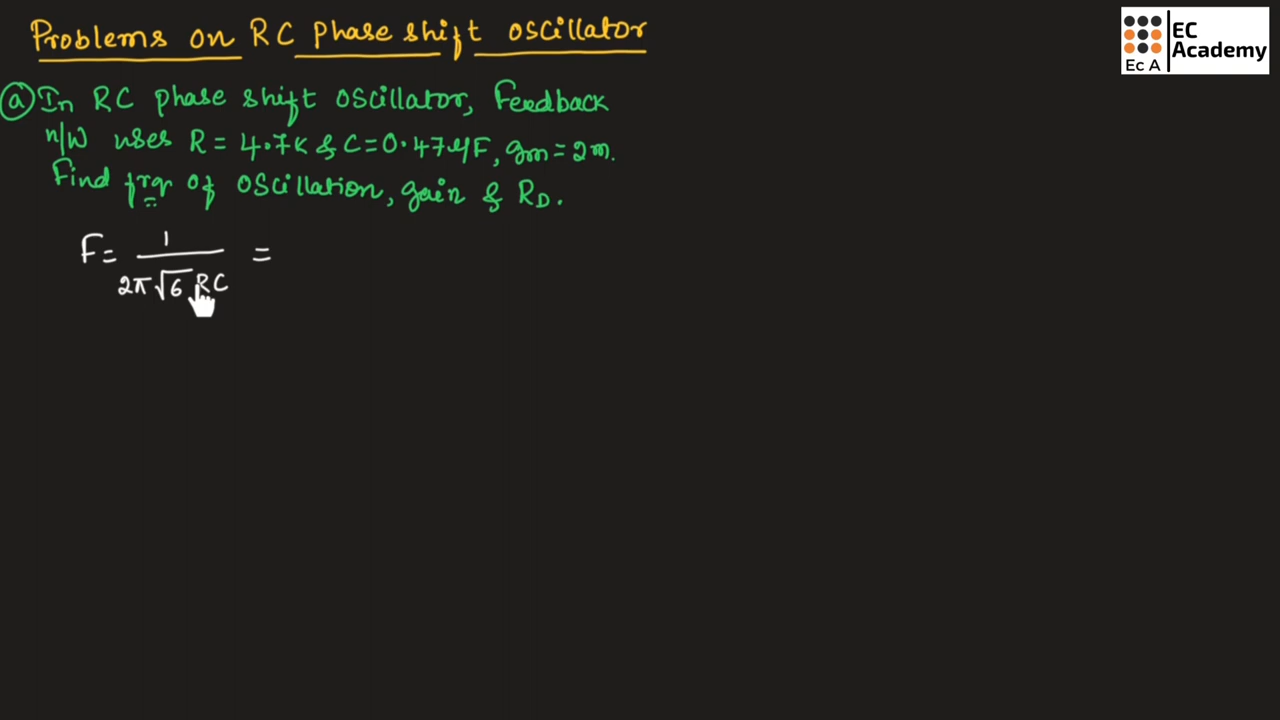 Problems on RC Phase shift oscillator
EC
Academy
Ec A
a) In RC phase shift oscillator, Feedback
n/w uses R = 4.7K & C=0.47µF, gm=2m.
Find frqr of oscillation, gain & RD.
F= 1 / 2π√6 RC =